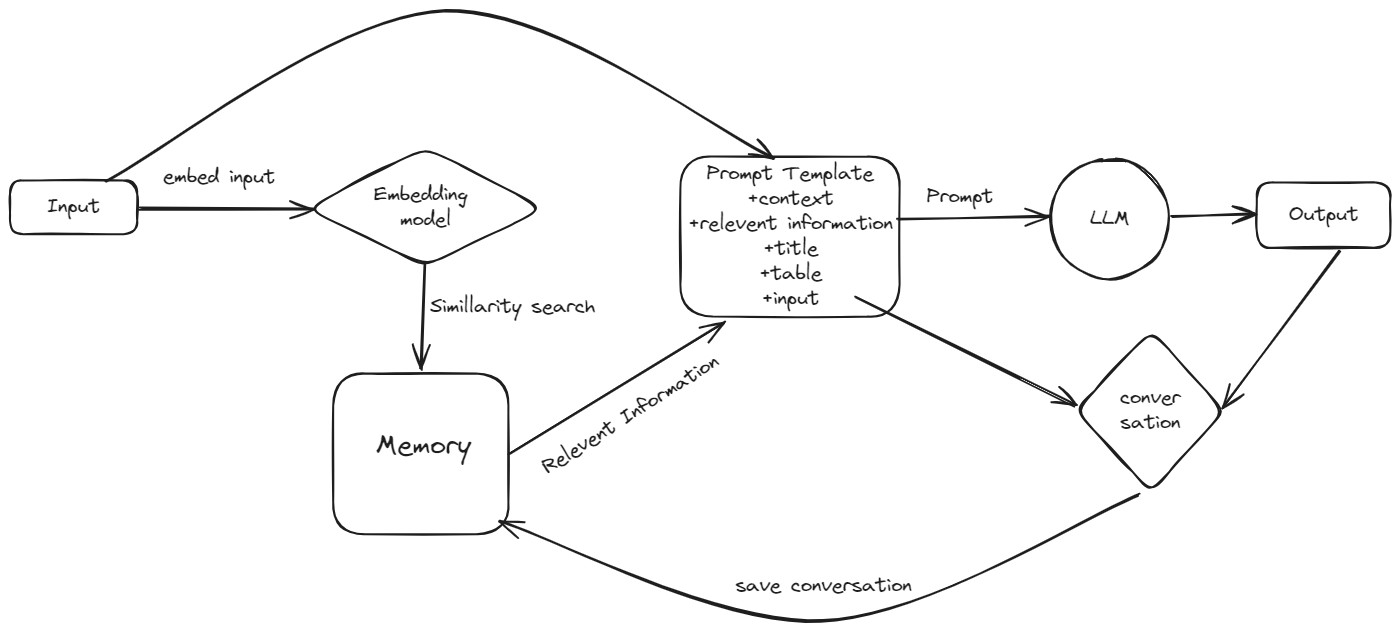 Input
embed input
Embedding
model
Simillarity search
Memory
Relevent Information
Prompt Template
+context
+relevent information
+title
+table
+input
Prompt
LLM
Output
conver
sation
save conversation